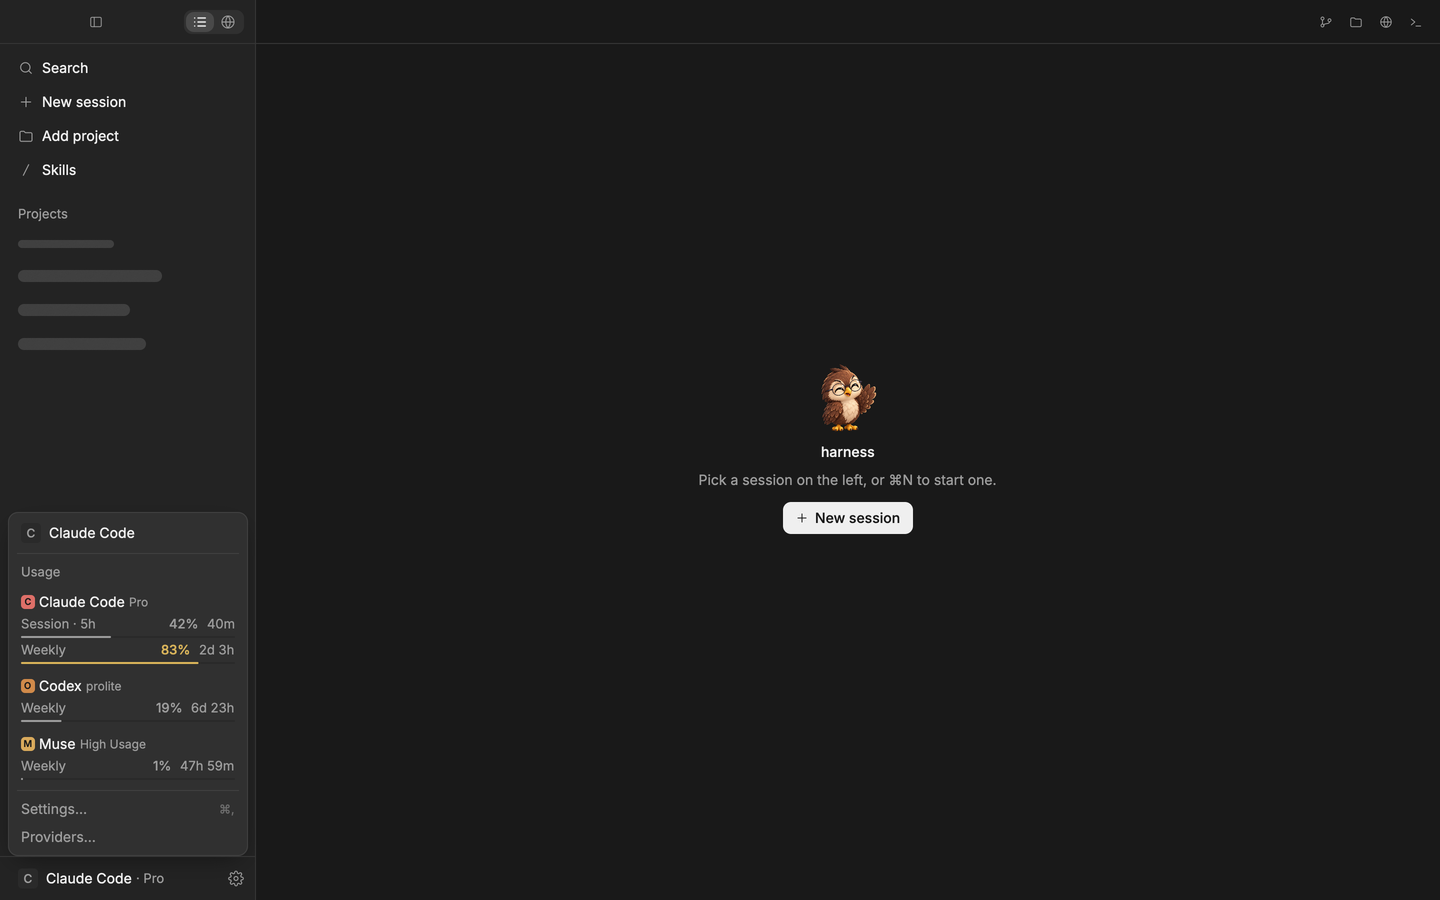 Search
New session
Add project
/ Skills
Projects
harness
Pick a session on the left, or ⌘N to start one.
+ New session
C Claude Code
Usage
C Claude Code Pro
Session · 5h 42% 40m
Weekly 83% 2d 3h
O Codex prolite
Weekly 19% 6d 23h
M Muse High Usage
Weekly 1% 47h 59m
Settings... ⌘,
Providers...
C Claude Code · Pro